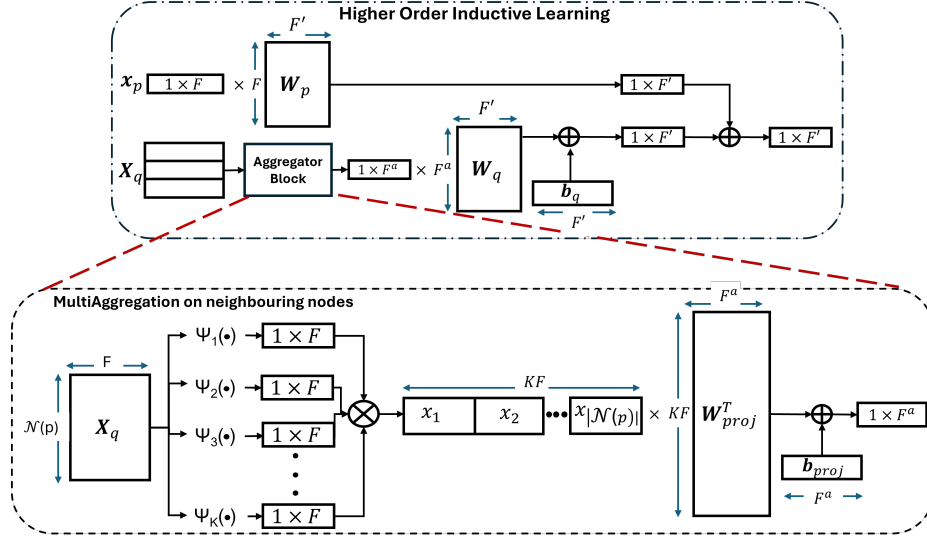 Higher Order Inductive Learning
F′
x_p 1 × F × F W_p 1 × F′
F′
X_q Aggregator Block 1 × F^a × F^a W_q 1 × F′ 1 × F′
b_q
F′
MultiAggregation on neighbouring nodes
F^a
F
Ψ_1(•) 1 × F
KF
Ψ_2(•) 1 × F
𝒩(p) X_q x_1 x_2 ••• x_|𝒩(p)| × KF W^T_proj 1 × F^a
Ψ_3(•) 1 × F
b_proj
F^a
Ψ_K(•) 1 × F